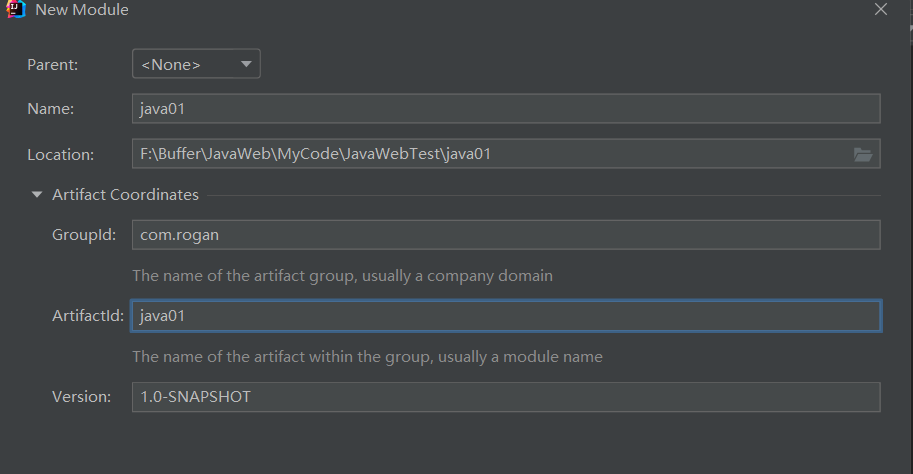 New Module
Parent: <None>
Name: java01
Location: F:\Buffer\JavaWeb\MyCode\JavaWebTest\java01
Artifact Coordinates
GroupId: com.rogan
The name of the artifact group, usually a company domain
ArtifactId: java01
The name of the artifact within the group, usually a module name
Version: 1.0-SNAPSHOT